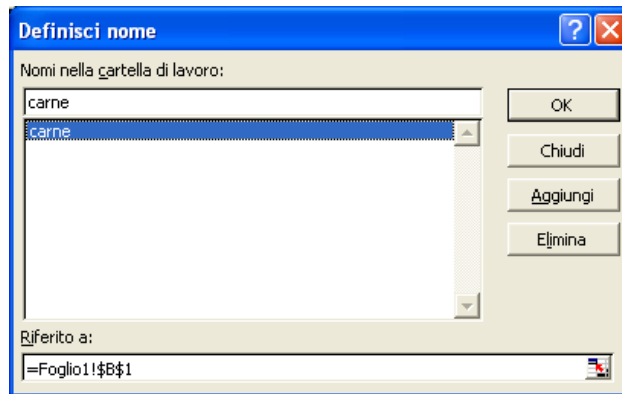 Definisci nome
Nomi nella cartella di lavoro:
carne
carne
OK
Chiudi
Aggiungi
Elimina
Riferito a:
=Foglio1!$B$1